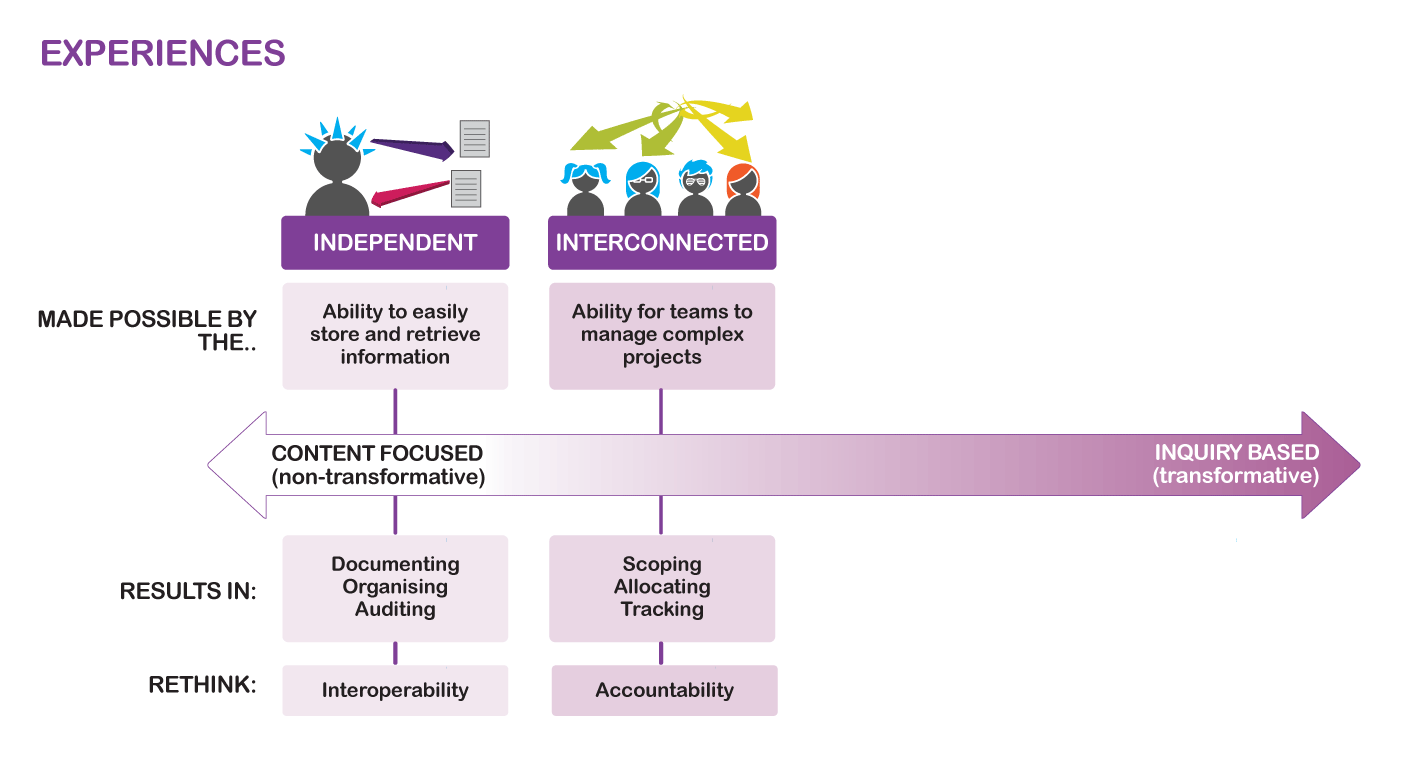 EXPERIENCES
INDEPENDENT
INTERCONNECTED
MADE POSSIBLE BY
THE..
Ability to easily
store and retrieve
information
Ability for teams to
manage complex
projects
CONTENT FOCUSED
(non-transformative)
INQUIRY BASED
(transformative)
RESULTS IN:
Documenting
Organising
Auditing
Scoping
Allocating
Tracking
RETHINK:
Interoperability
Accountability